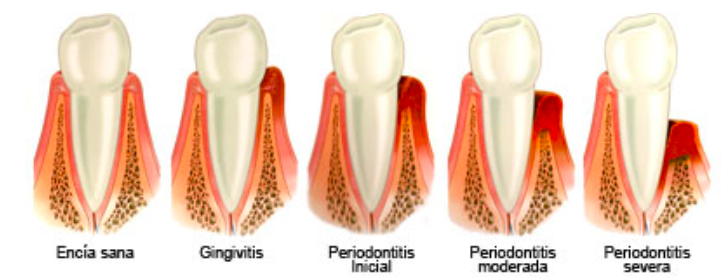 Encía sana
Gingivitis
Periodontitis
Inicial
Periodontitis
moderada
Periodontitis
severa